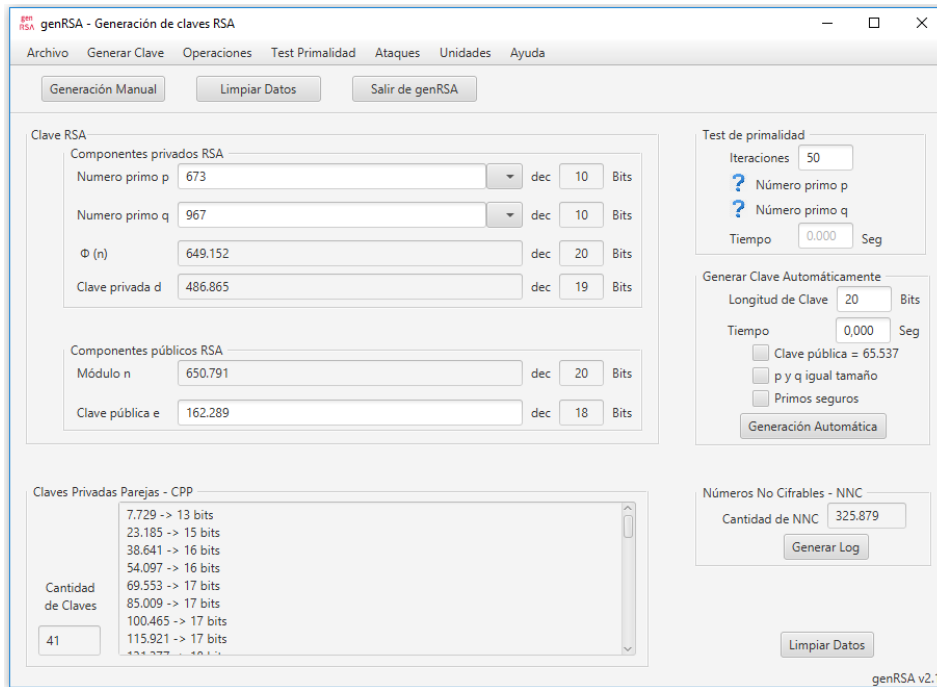 gen RSA genRSA - Generación de claves RSA
Archivo Generar Clave Operaciones Test Primalidad Ataques Unidades Ayuda
Generación Manual Limpiar Datos Salir de genRSA
Clave RSA
Componentes privados RSA
Numero primo p 673 dec 10 Bits
Numero primo q 967 dec 10 Bits
Φ (n) 649.152 dec 20 Bits
Clave privada d 486.865 dec 19 Bits
Componentes públicos RSA
Módulo n 650.791 dec 20 Bits
Clave pública e 162.289 dec 18 Bits
Test de primalidad
Iteraciones 50
? Número primo p
? Número primo q
Tiempo 0.000 Seg
Generar Clave Automáticamente
Longitud de Clave 20 Bits
Tiempo 0,000 Seg
Clave pública = 65.537
p y q igual tamaño
Primos seguros
Generación Automática
Claves Privadas Parejas - CPP
Cantidad
de Claves
41
7.729 -> 13 bits
23.185 -> 15 bits
38.641 -> 16 bits
54.097 -> 16 bits
69.553 -> 17 bits
85.009 -> 17 bits
100.465 -> 17 bits
115.921 -> 17 bits
Números No Cifrables - NNC
Cantidad de NNC 325.879
Generar Log
Limpiar Datos
genRSA v2.1